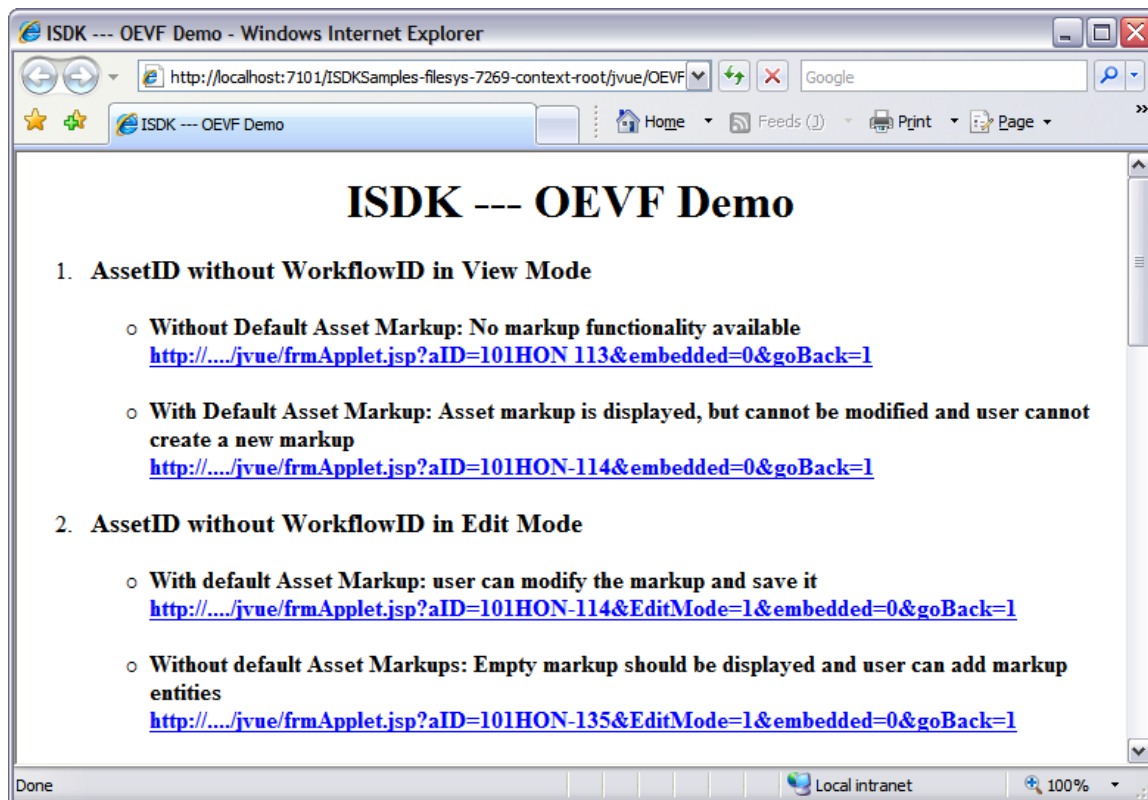 ISDK --- OEVF Demo - Windows Internet Explorer
http://localhost:7101/ISDKSamples-filesys-7269-context-root/jvue/OEVF
Google
ISDK --- OEVF Demo
Home
Feeds (J)
Print
Page
ISDK --- OEVF Demo
1. AssetID without WorkflowID in View Mode
Without Default Asset Markup: No markup functionality available
http://..../jvue/frmApplet.jsp?aID=101HON 113&embedded=0&goBack=1
With Default Asset Markup: Asset markup is displayed, but cannot be modified and user cannot
create a new markup
http://..../jvue/frmApplet.jsp?aID=101HON-114&embedded=0&goBack=1
2. AssetID without WorkflowID in Edit Mode
With default Asset Markup: user can modify the markup and save it
http://..../jvue/frmApplet.jsp?aID=101HON-114&EditMode=1&embedded=0&goBack=1
Without default Asset Markups: Empty markup should be displayed and user can add markup
entities
http://..../jvue/frmApplet.jsp?aID=101HON-135&EditMode=1&embedded=0&goBack=1
Done
Local intranet
100%